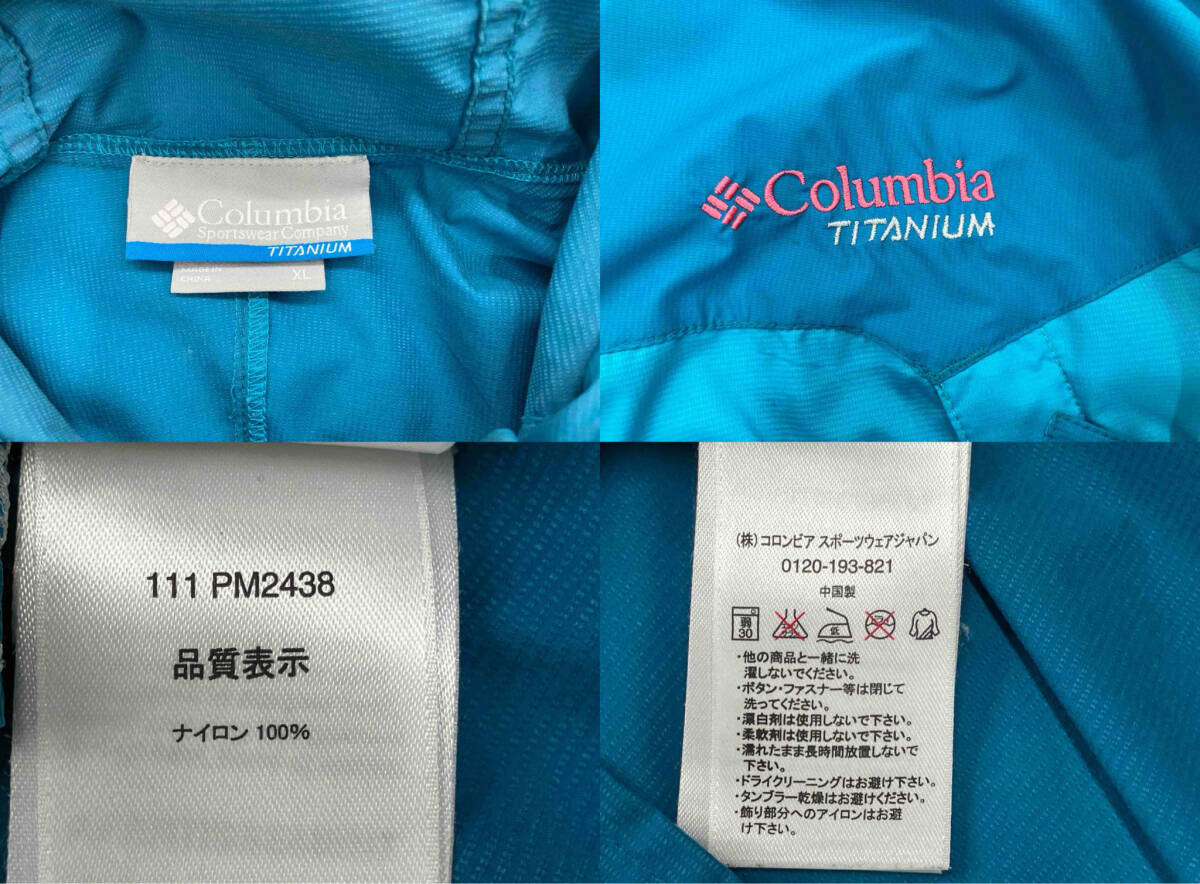 Columbia
Sportswear Company
TITANIUM
MADE IN
CHINA
XL
Columbia
TITANIUM
111 PM2438
品質表示
ナイロン 100%
(株)コロンビア スポーツウェアジャパン
0120-193-821
中国製
弱
30
低
・他の商品と一緒に洗
濯しないでください。
・ボタン・ファスナー等は閉じて
洗ってください。
・漂白剤は使用しないで下さい。
・柔軟剤は使用しないで下さい。
・濡れたまま長時間放置しないで
下さい。
・ドライクリーニングはお避け下さい。
・タンブラー乾燥はお避けください。
・飾り部分へのアイロンはお避
け下さい。